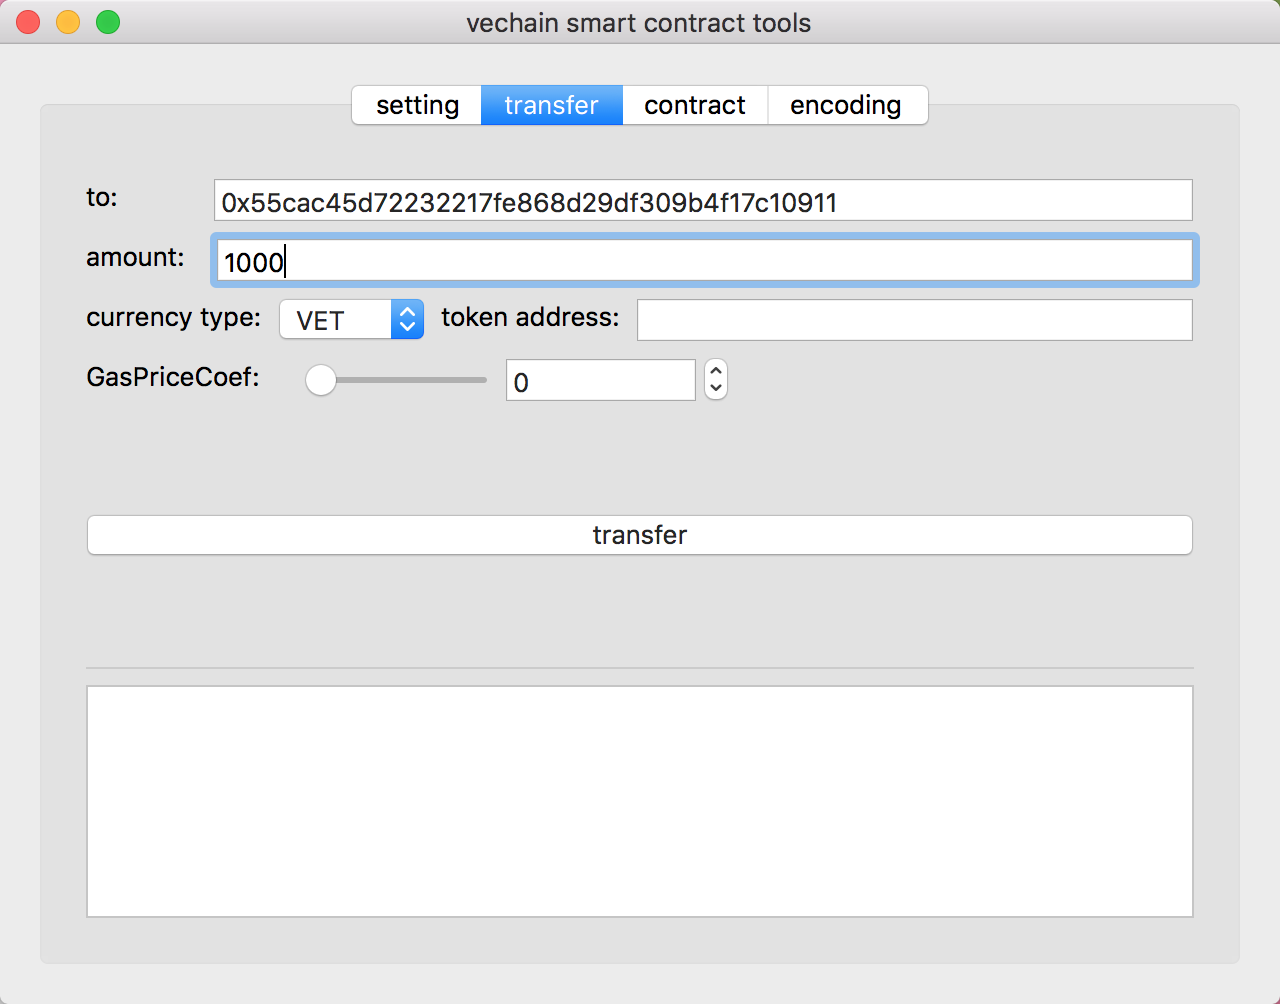 vechain smart contract tools
setting transfer contract encoding
to: 0x55cac45d72232217fe868d29df309b4f17c10911
amount: 1000
currency type: VET token address:
GasPriceCoef: 0
transfer